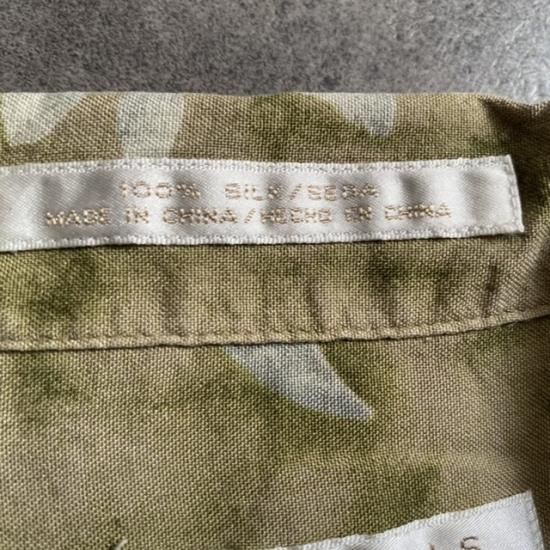 100% SILK/SEDA
MADE IN CHINA/HECHO EN CHINA